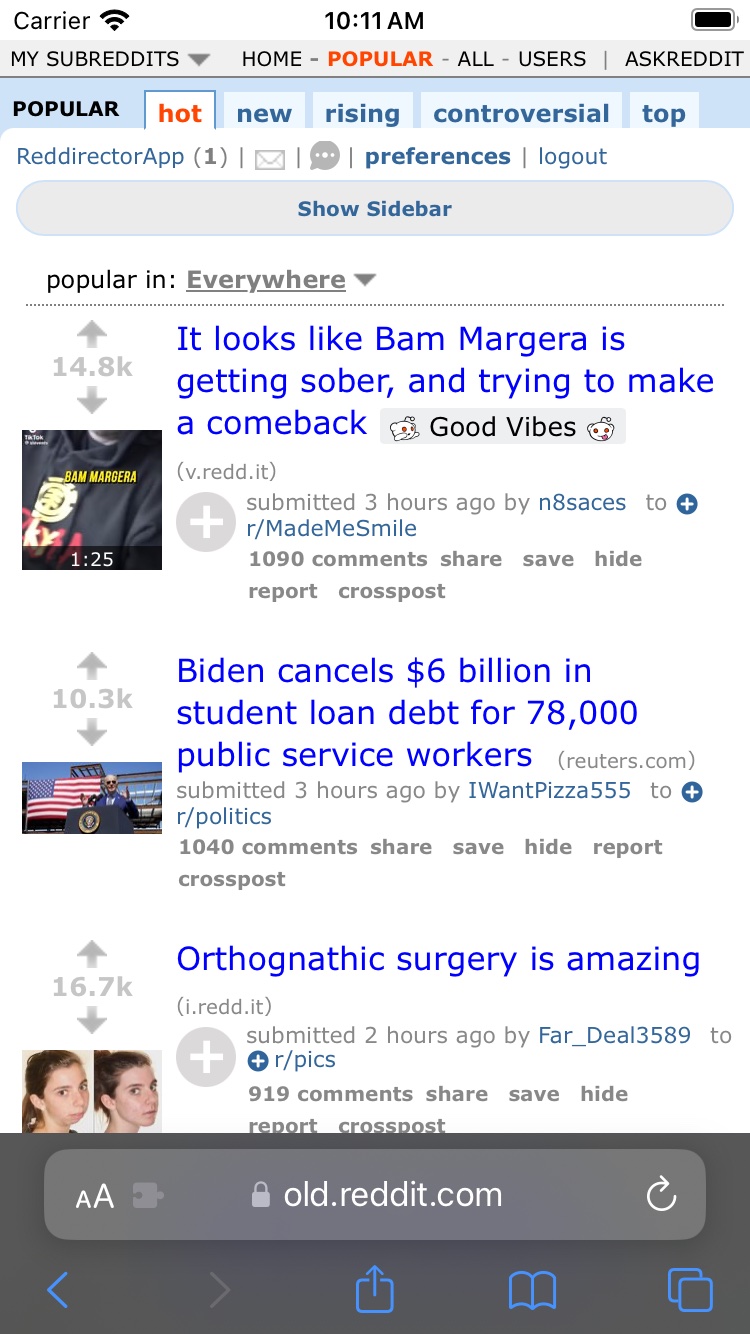 Carrier 10:11 AM
MY SUBREDDITS HOME - POPULAR - ALL - USERS | ASKREDDIT
POPULAR hot new rising controversial top
ReddirectorApp (1) | | | preferences | logout
Show Sidebar
popular in: Everywhere
14.8k
It looks like Bam Margera is
getting sober, and trying to make
a comeback Good Vibes
TikTok
BAM MARGERA
1:25
(v.redd.it)
submitted 3 hours ago by n8saces to
r/MadeMeSmile
1090 comments share save hide
report crosspost
10.3k
Biden cancels $6 billion in
student loan debt for 78,000
public service workers (reuters.com)
submitted 3 hours ago by IWantPizza555 to
r/politics
1040 comments share save hide report
crosspost
16.7k
Orthognathic surgery is amazing
(i.redd.it)
submitted 2 hours ago by Far_Deal3589 to
r/pics
919 comments share save hide
report crosspost
AA old.reddit.com